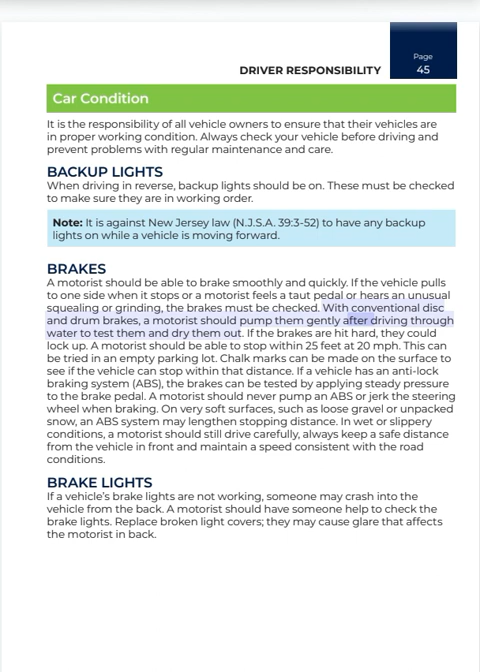 Page
DRIVER RESPONSIBILITY 45
Car Condition
It is the responsibility of all vehicle owners to ensure that their vehicles are
in proper working condition. Always check your vehicle before driving and
prevent problems with regular maintenance and care.
BACKUP LIGHTS
When driving in reverse, backup lights should be on. These must be checked
to make sure they are in working order.
Note: It is against New Jersey law (N.J.S.A. 39:3-52) to have any backup
lights on while a vehicle is moving forward.
BRAKES
A motorist should be able to brake smoothly and quickly. If the vehicle pulls
to one side when it stops or a motorist feels a taut pedal or hears an unusual
squealing or grinding, the brakes must be checked. With conventional disc
and drum brakes, a motorist should pump them gently after driving through
water to test them and dry them out. If the brakes are hit hard, they could
lock up. A motorist should be able to stop within 25 feet at 20 mph. This can
be tried in an empty parking lot. Chalk marks can be made on the surface to
see if the vehicle can stop within that distance. If a vehicle has an anti-lock
braking system (ABS), the brakes can be tested by applying steady pressure
to the brake pedal. A motorist should never pump an ABS or jerk the steering
wheel when braking. On very soft surfaces, such as loose gravel or unpacked
snow, an ABS system may lengthen stopping distance. In wet or slippery
conditions, a motorist should still drive carefully, always keep a safe distance
from the vehicle in front and maintain a speed consistent with the road
conditions.
BRAKE LIGHTS
If a vehicle's brake lights are not working, someone may crash into the
vehicle from the back. A motorist should have someone help to check the
brake lights. Replace broken light covers; they may cause glare that affects
the motorist in back.